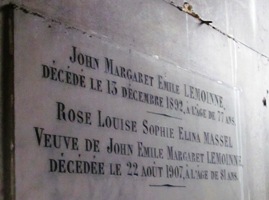 JOHN MARGARET EMILE LEMOINNE,
DÉCÉDÉ LE 13 DÉCEMBRE 1892, A L'ÂGE DE 77 ANS.
ROSE LOUISE SOPHIE ELINA MASSEL
VEUVE DE JOHN EMILE MARGARET LEMOINNE,
DÉCÉDÉE LE 22 AOÛT 1907, À L'ÂGE DE 81 ANS.